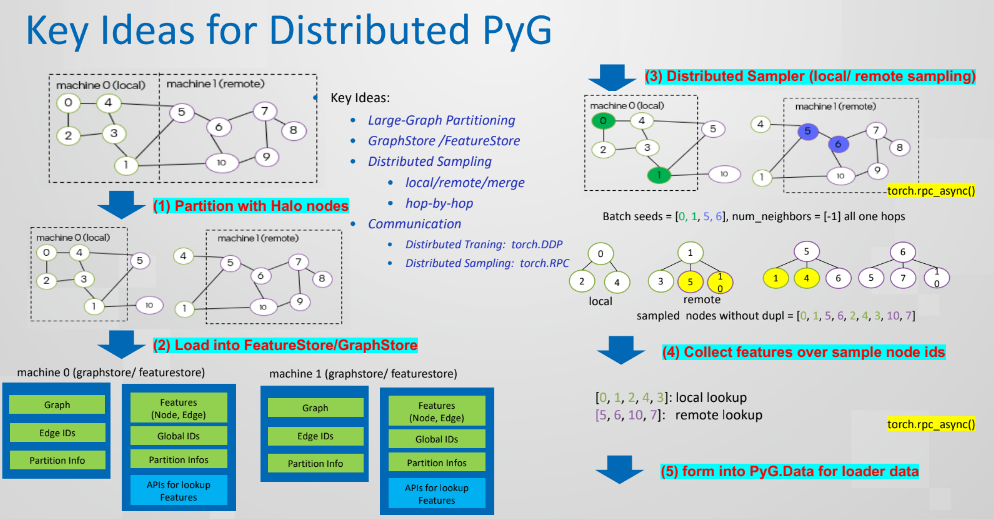 Key Ideas for Distributed PyG
machine 0 (local)
machine 1 (remote)
0
4
2
3
1
5
6
7
8
9
10
(1) Partition with Halo nodes
machine 0 (local)
0
4
2
3
1
5
10
machine 1 (remote)
4
1
5
6
7
8
9
10
(2) Load into FeatureStore/GraphStore
machine 0 (graphstore/ featurestore)
Graph
Edge IDs
Partition Info
Features
(Node, Edge)
Global IDs
Partition Infos
APIs for lookup
Features
machine 1 (graphstore/ featurestore)
Graph
Edge IDs
Partition Info
Features
(Node, Edge)
Global IDs
Partition Infos
APIs for lookup
Features
• Key Ideas:
• Large-Graph Partitioning
• GraphStore /FeatureStore
• Distributed Sampling
• local/remote/merge
• hop-by-hop
• Communication
• Distirbuted Traning: torch.DDP
• Distributed Sampling: torch.RPC
(3) Distributed Sampler (local/ remote sampling)
machine 0 (local)
0
4
2
3
1
5
10
machine 1 (remote)
4
1
5
6
7
8
9
10
torch.rpc_async()
Batch seeds = [0, 1, 5, 6], num_neighbors = [-1] all one hops
0
2
4
local
1
3
5
10
remote
5
1
4
6
6
5
7
10
sampled nodes without dupl = [0, 1, 5, 6, 2, 4, 3, 10, 7]
(4) Collect features over sample node ids
[0, 1, 2, 4, 3]: local lookup
[5, 6, 10, 7]: remote lookup
torch.rpc_async()
(5) form into PyG.Data for loader data